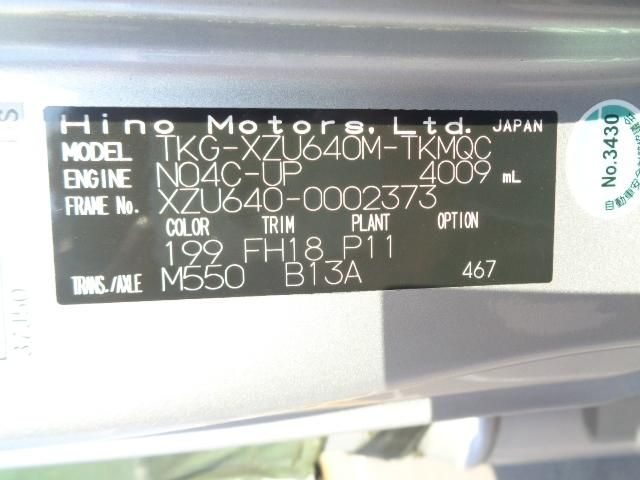 Hino Motors, Ltd. JAPAN
MODEL TKG-XZU640M-TKMQC
ENGINE N04C-UP 4009 mL
FRAME No. XZU640-0002373
COLOR TRIM PLANT OPTION
199 FH18 P11
TRANS./AXLE M550 B13A 467
No.3430
37J50